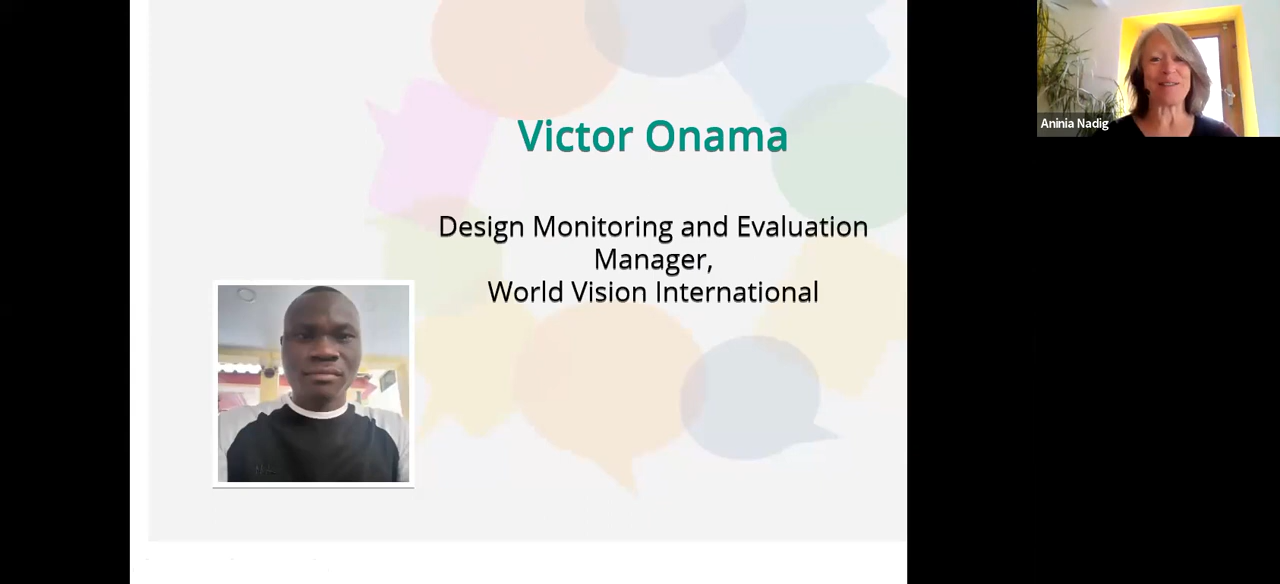 Victor Onama
Design Monitoring and Evaluation
Manager,
World Vision International
Aninia Nadig